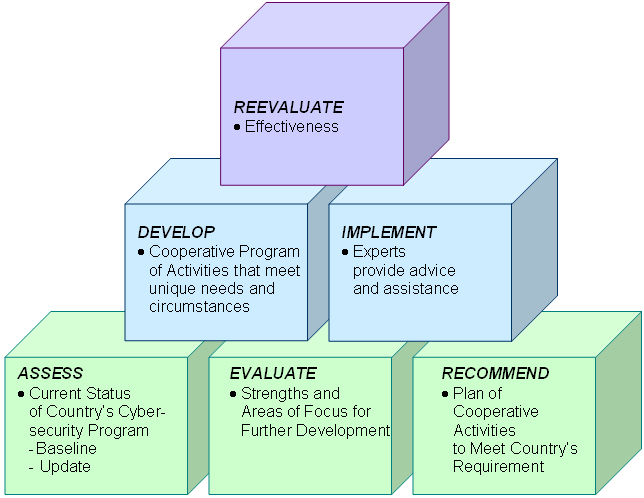 REEVALUATE
• Effectiveness
DEVELOP
• Cooperative Program
of Activities that meet
unique needs and
circumstances
IMPLEMENT
• Experts
provide advice
and assistance
ASSESS
• Current Status
of Country's Cyber-
security Program
- Baseline
- Update
EVALUATE
• Strengths and
Areas of Focus for
Further Development
RECOMMEND
• Plan of
Cooperative
Activities
to Meet Country's
Requirement